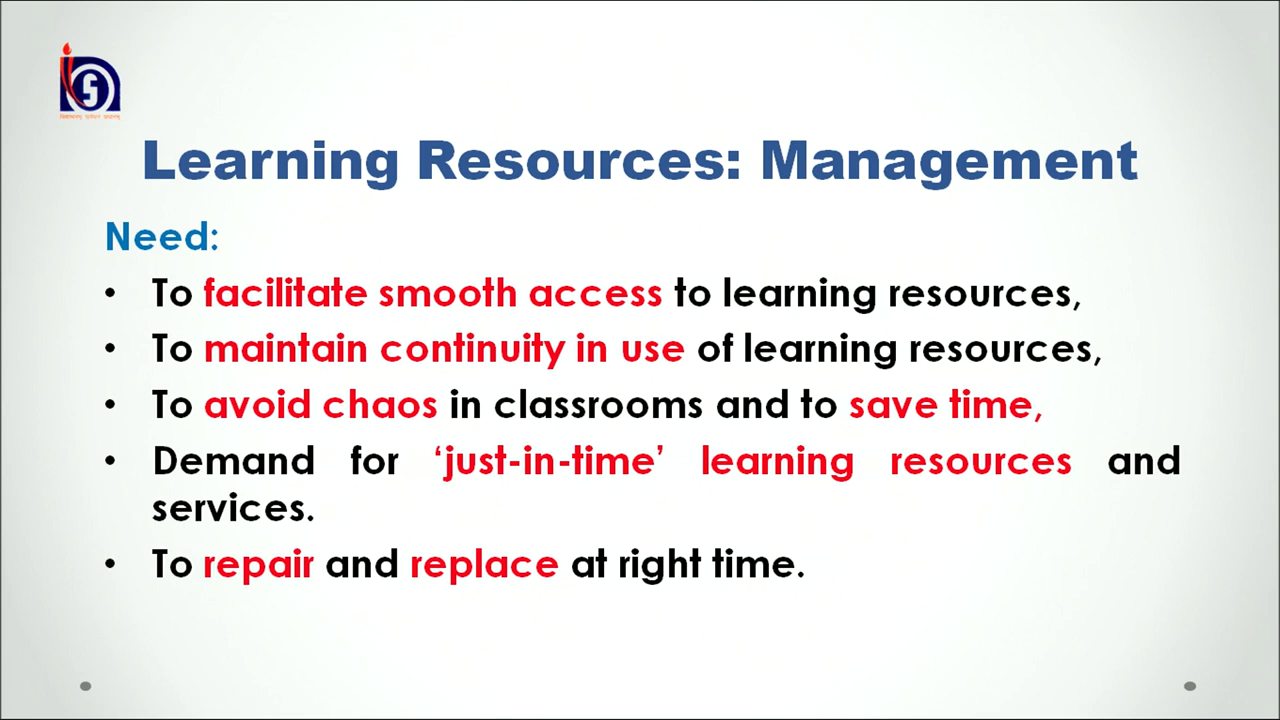 Learning Resources: Management
Need:
• To facilitate smooth access to learning resources,
• To maintain continuity in use of learning resources,
• To avoid chaos in classrooms and to save time,
• Demand for ‘just-in-time’ learning resources and
services.
• To repair and replace at right time.